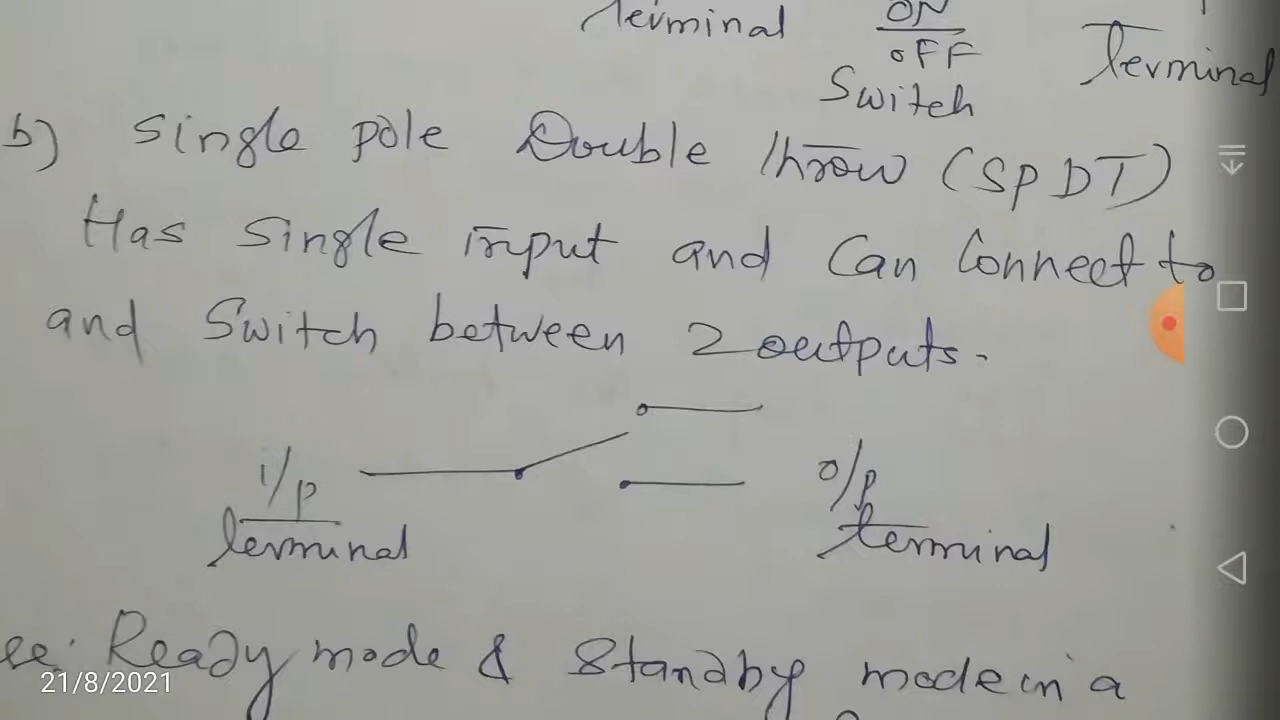 Terminal ON Terminal
OFF
Switch
b) Single pole Double Throw (SPDT)
Has Single input and Can Connect to
and Switch between 2 outputs.
i/p o/p
terminal terminal
ex: Ready mode & Standby mode in a
21/8/2021